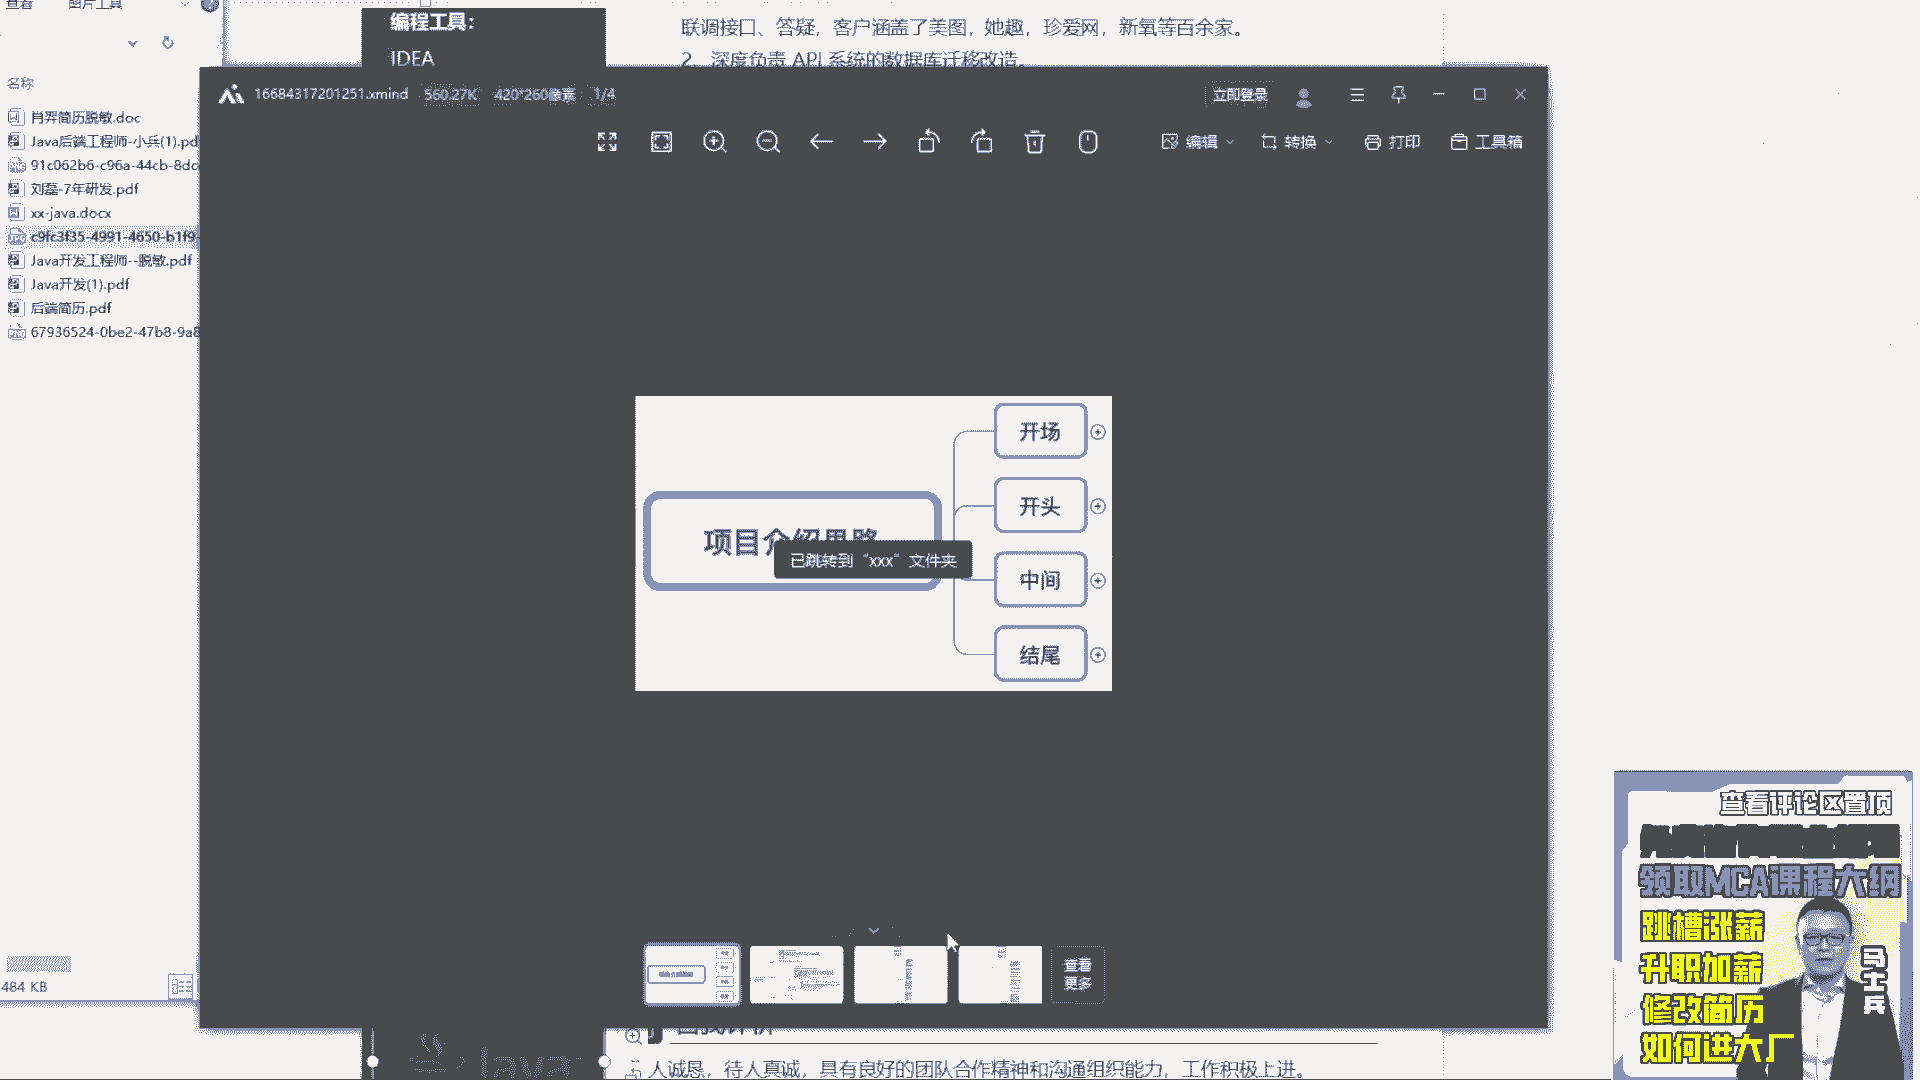 查看
图片工具
名称
肖羿简历脱敏.doc
Java后端工程师-小兵(1).pd
91c062b6-c96a-44cb-8dc
刘磊-7年研发.pdf
xx-java.docx
c9fc3f35-4991-4650-b1f9
Java开发工程师--脱敏.pdf
Java开发(1).pdf
后端简历.pdf
67936524-0be2-47b8-9a8
484 KB
编程工具:
IDEA
联调接口、答疑，客户涵盖了美图，她趣，珍爱网，新氧等百余家。
2、深度负责 API 系统的数据库迁移改造。
16684317201251.xmind 560.27K 420*260像素 1/4
立即登录
编辑 转换 打印 工具箱
项目介绍思路
开场
开头
中间
结尾
已跳转到“xxx”文件夹
查看
更多
Java
自我评价
人诚恳，待人真诚，具有良好的团队合作精神和沟通组织能力，工作积极上进。
查看评论区置顶
领取MCA课程大纲
跳槽涨薪
升职加薪
修改简历
如何进大厂
马士兵